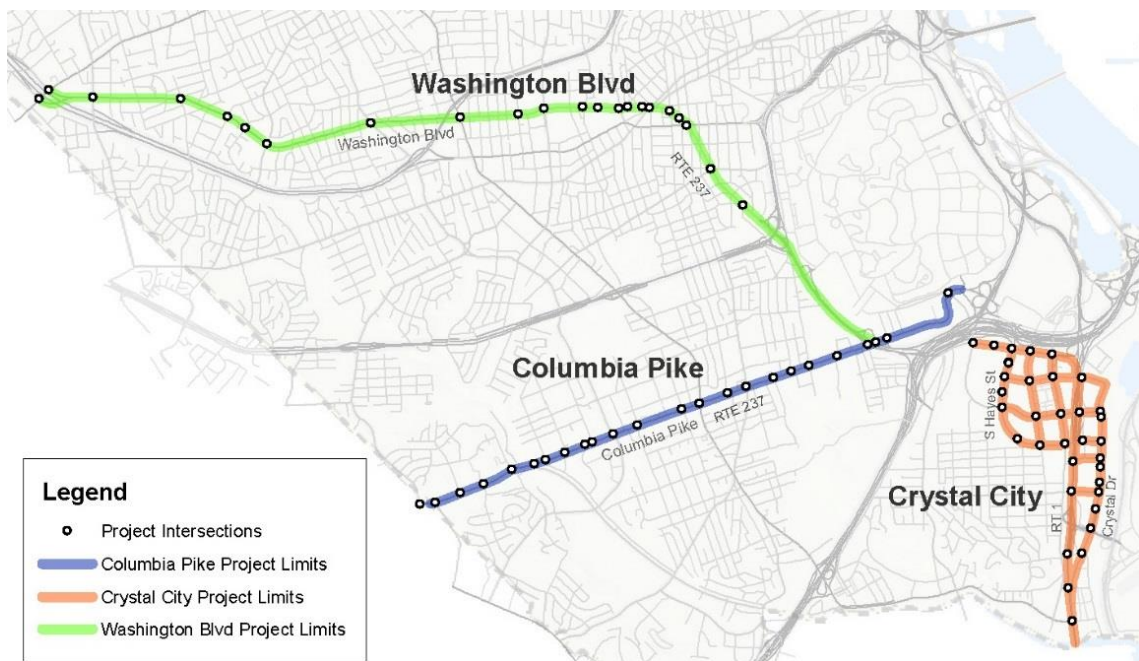 Washington Blvd
Washington Blvd
RTE 237
Columbia Pike
RTE 237
Columbia Pike
S Hayes St
Crystal City
RT 1
Crystal Dr
Legend
Project Intersections
Columbia Pike Project Limits
Crystal City Project Limits
Washington Blvd Project Limits